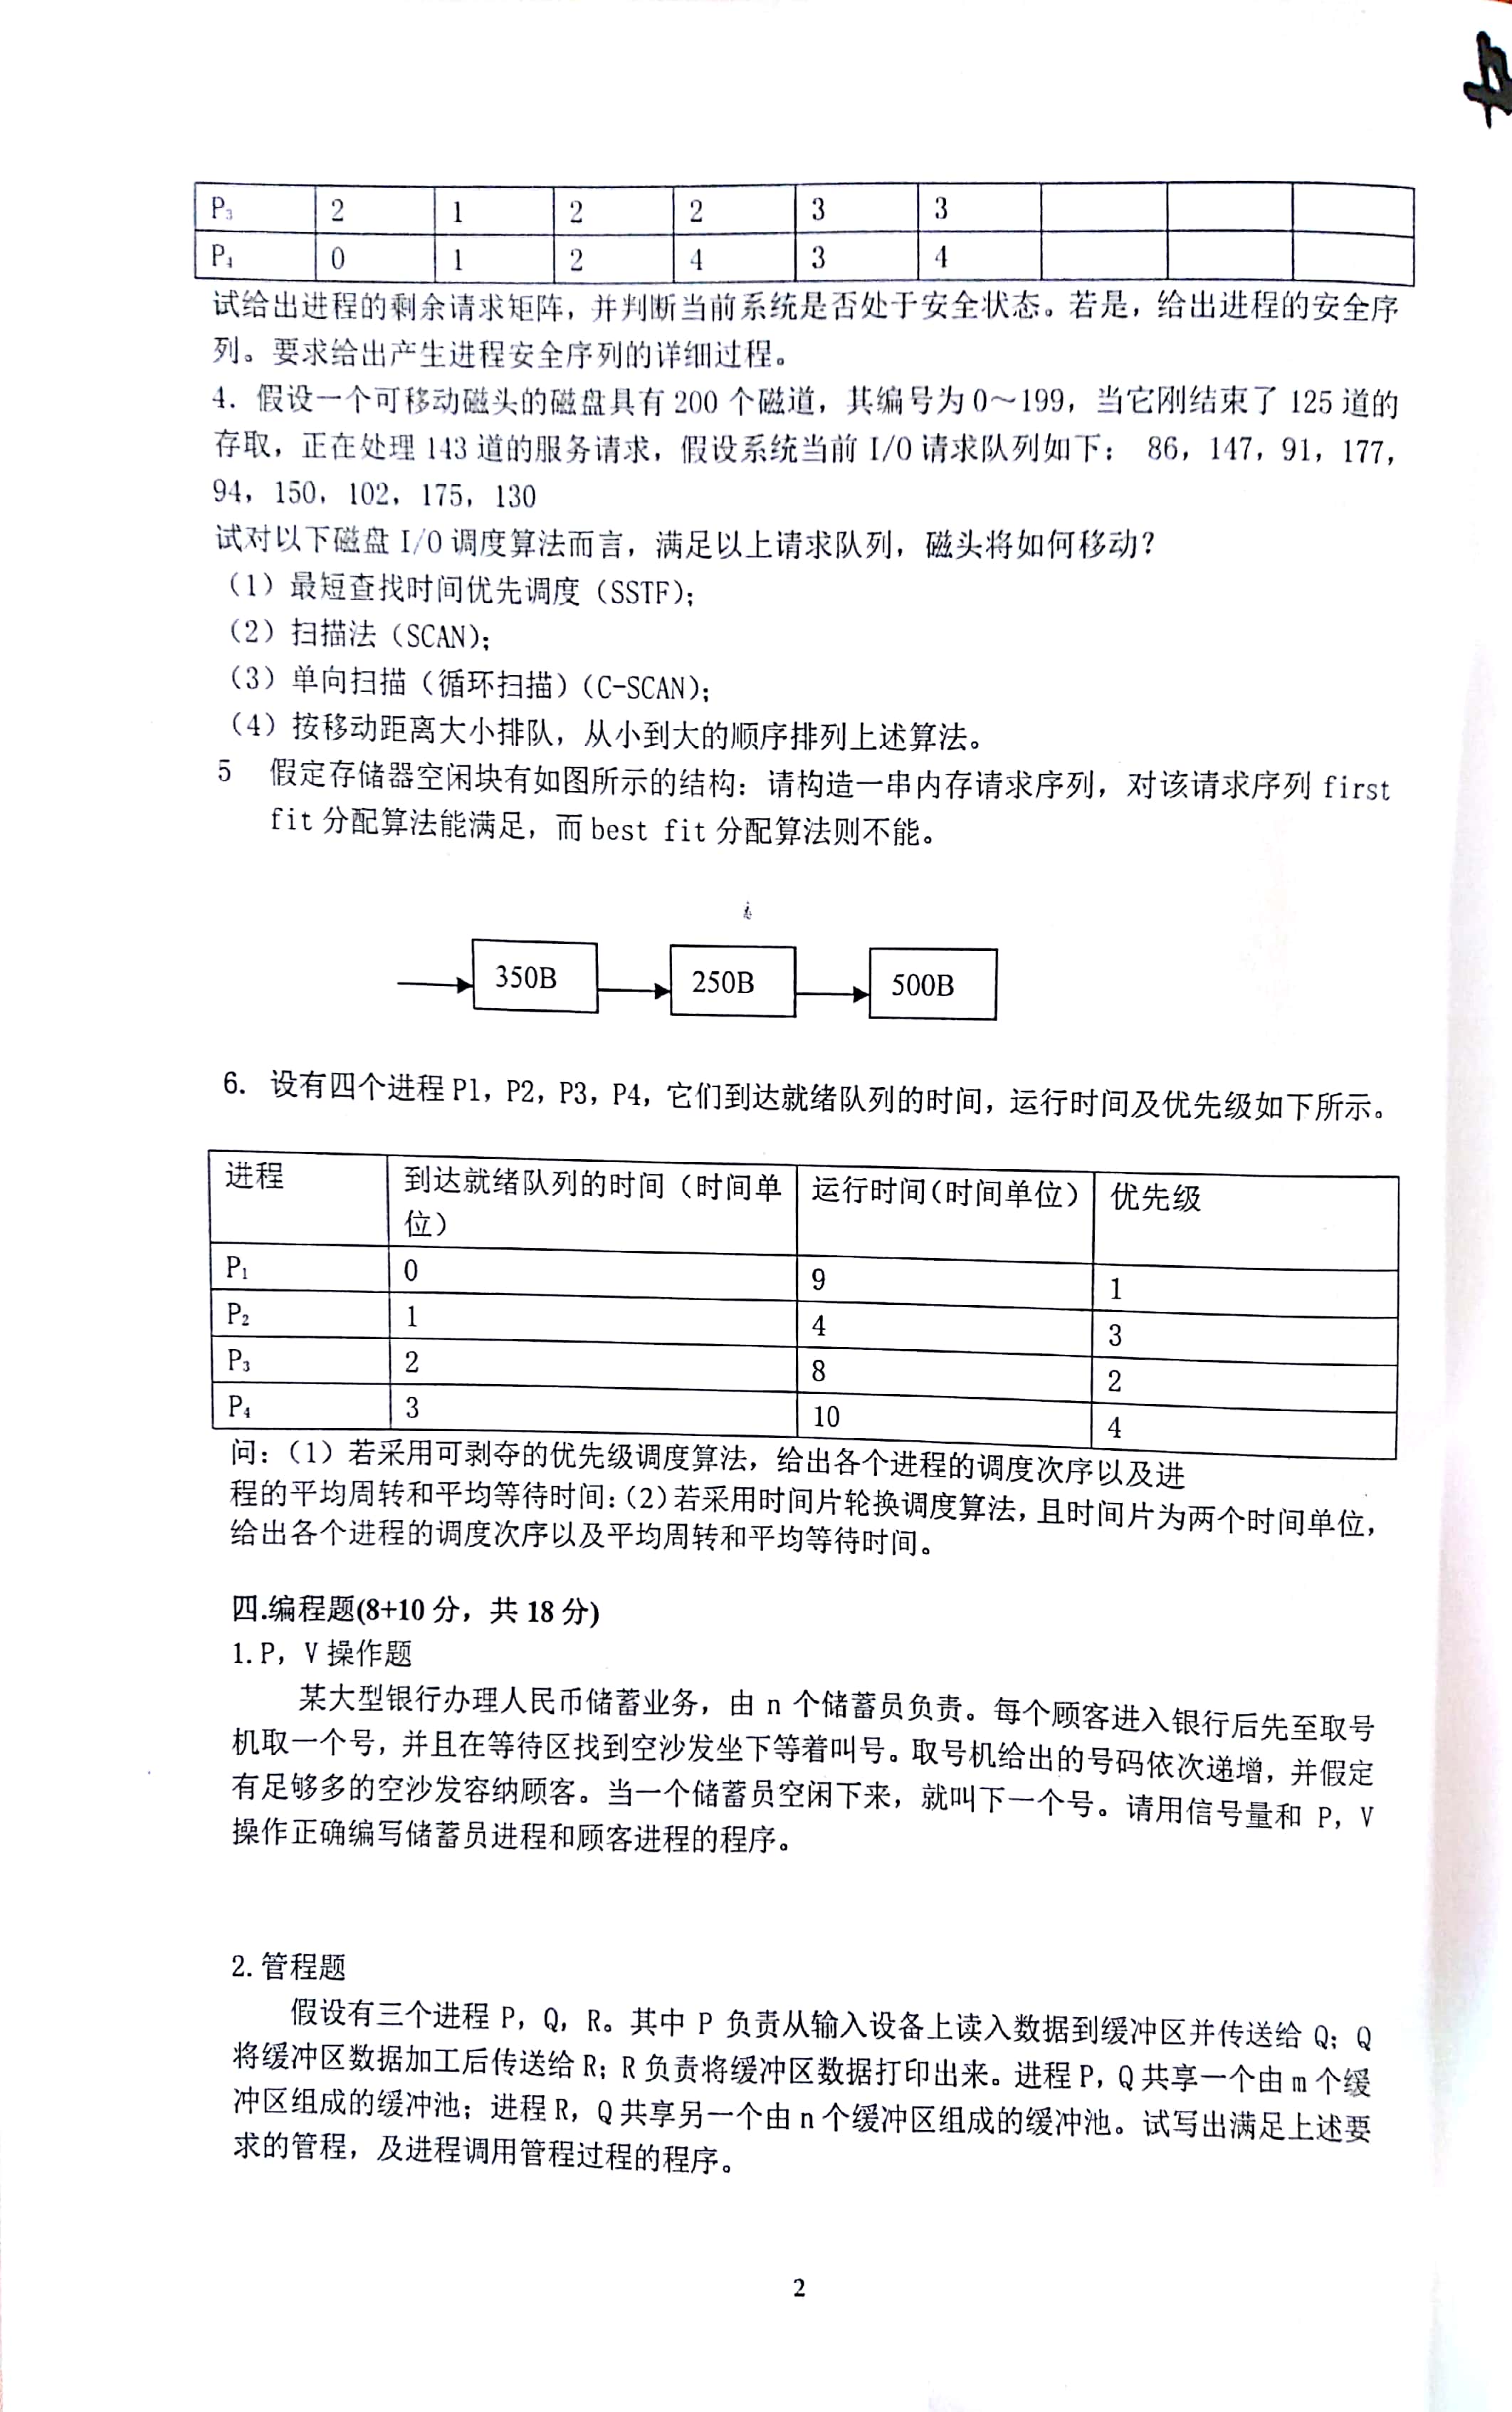 P₃ 2 1 2 2 3 3
P₄ 0 1 2 4 3 4
试给出进程的剩余请求矩阵，并判断当前系统是否处于安全状态。若是，给出进程的安全序
列。要求给出产生进程安全序列的详细过程。
4. 假设一个可移动磁头的磁盘具有 200 个磁道，其编号为 0～199，当它刚结束了 125 道的
存取，正在处理 143 道的服务请求，假设系统当前 I/O 请求队列如下： 86，147，91，177，
94，150，102，175，130
试对以下磁盘 I/O 调度算法而言，满足以上请求队列，磁头将如何移动？
（1）最短查找时间优先调度（SSTF）；
（2）扫描法（SCAN）；
（3）单向扫描（循环扫描）（C-SCAN）；
（4）按移动距离大小排队，从小到大的顺序排列上述算法。
5 假定存储器空闲块有如图所示的结构：请构造一串内存请求序列，对该请求序列 first
fit 分配算法能满足，而 best fit 分配算法则不能。
350B 250B 500B
6. 设有四个进程 P1，P2，P3，P4，它们到达就绪队列的时间，运行时间及优先级如下所示。
进程 到达就绪队列的时间（时间单 运行时间（时间单位） 优先级
位）
P₁ 0 9 1
P₂ 1 4 3
P₃ 2 8 2
P₄ 3 10 4
问：（1）若采用可剥夺的优先级调度算法，给出各个进程的调度次序以及进
程的平均周转和平均等待时间：（2）若采用时间片轮换调度算法，且时间片为两个时间单位，
给出各个进程的调度次序以及平均周转和平均等待时间。
四.编程题(8+10 分，共 18 分)
1. P，V 操作题
某大型银行办理人民币储蓄业务，由 n 个储蓄员负责。每个顾客进入银行后先至取号
机取一个号，并且在等待区找到空沙发坐下等着叫号。取号机给出的号码依次递增，并假定
有足够多的空沙发容纳顾客。当一个储蓄员空闲下来，就叫下一个号。请用信号量和 P，V
操作正确编写储蓄员进程和顾客进程的程序。
2. 管程题
假设有三个进程 P，Q，R。其中 P 负责从输入设备上读入数据到缓冲区并传送给 Q；Q
将缓冲区数据加工后传送给 R；R 负责将缓冲区数据打印出来。进程 P，Q 共享一个由 m 个缓
冲区组成的缓冲池；进程 R，Q 共享另一个由 n 个缓冲区组成的缓冲池。试写出满足上述要
求的管程，及进程调用管程过程的程序。
2